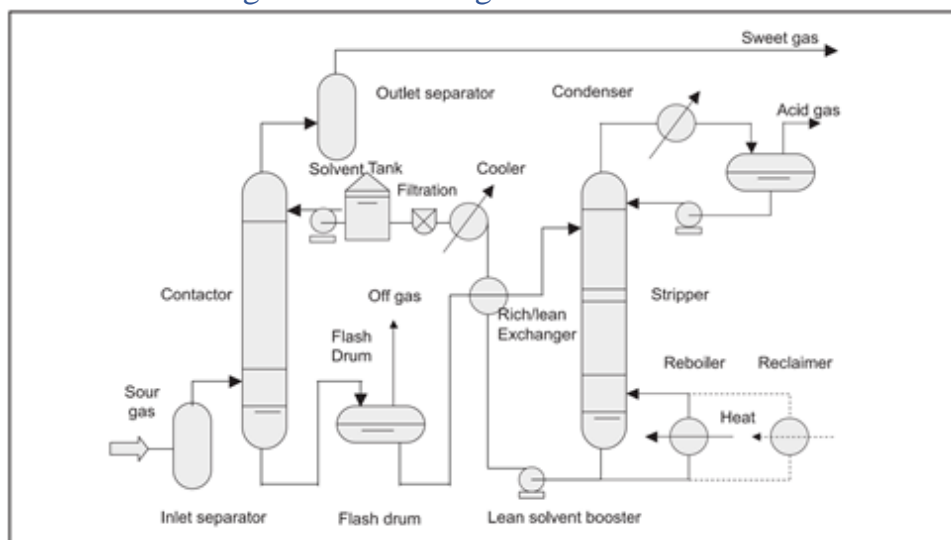 Sweet gas
Outlet separator
Condenser
Acid gas
Solvent Tank
Filtration
Cooler
Contactor
Off gas
Rich/lean
Exchanger
Stripper
Flash
Drum
Reboiler
Reclaimer
Sour
gas
Heat
Inlet separator
Flash drum
Lean solvent booster